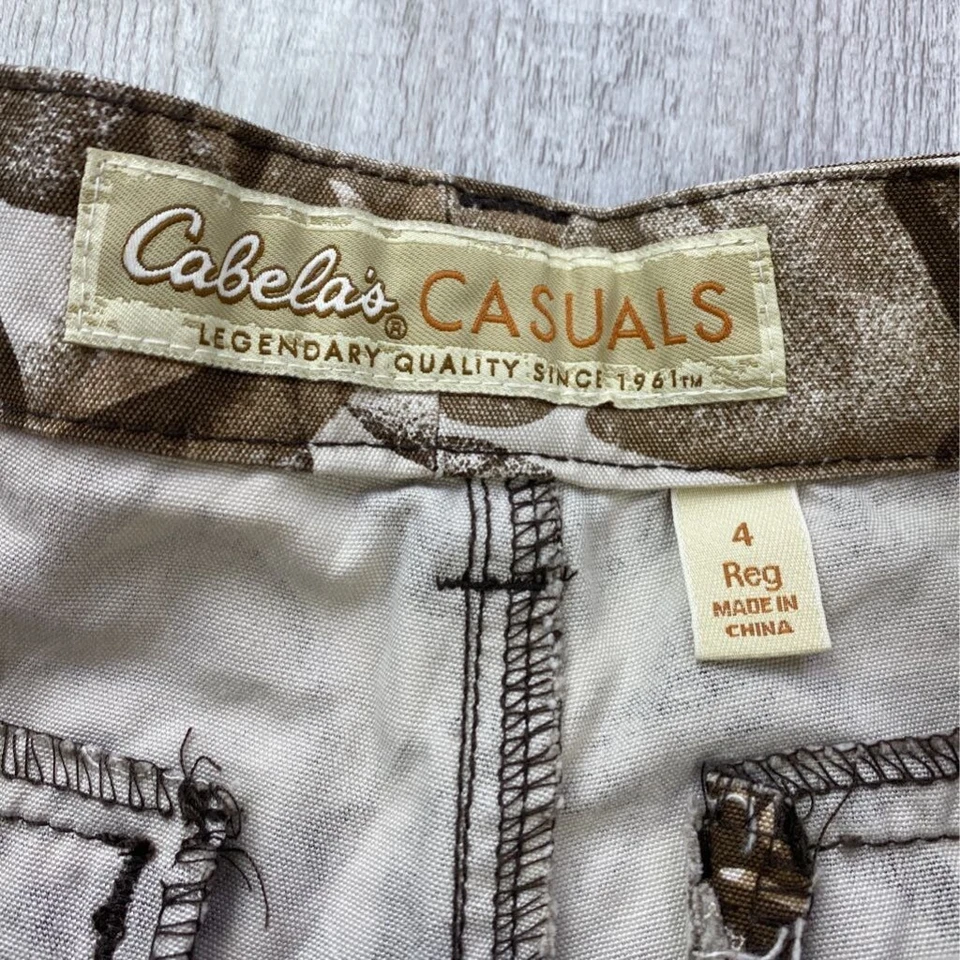 Cabela's® CASUALS
LEGENDARY QUALITY SINCE 1961™
4
Reg
MADE IN
CHINA